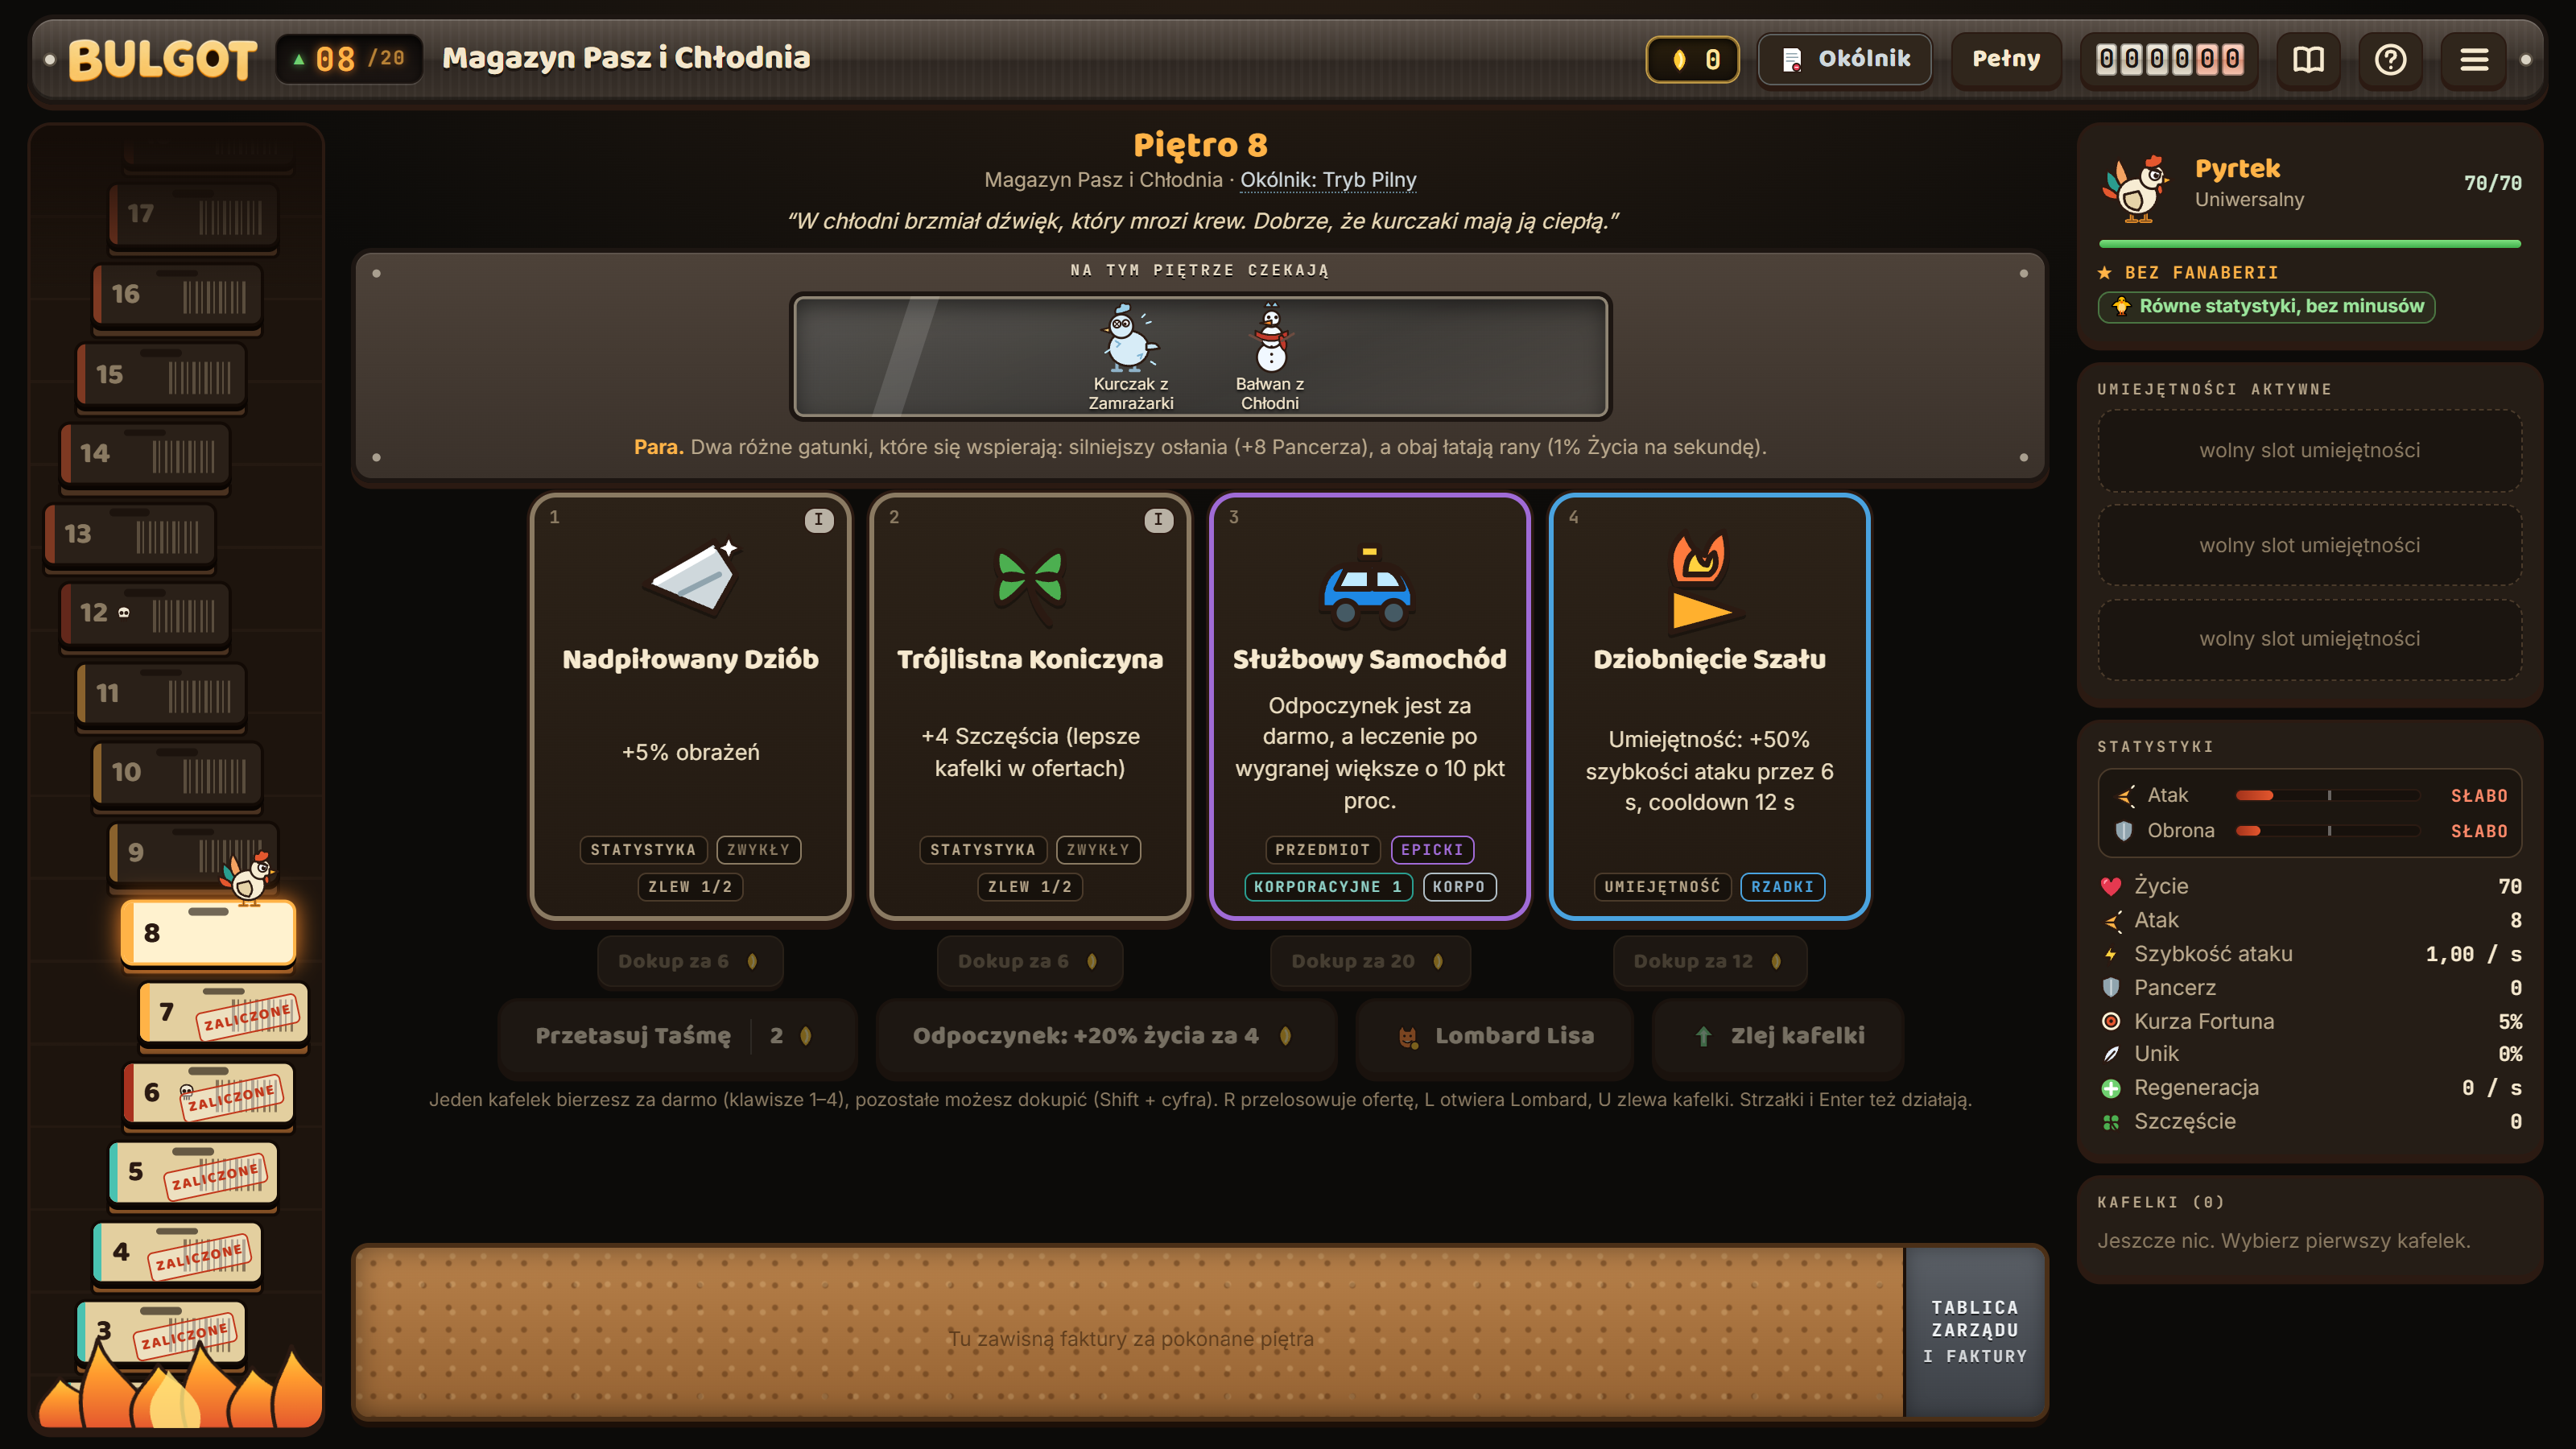 BULGOT
▲ 08 /20
Magazyn Pasz i Chłodnia
0
Okólnik
Pełny
000000
17
16
15
14
13
12
11
10
9
8
7 ZALICZONE
6 ZALICZONE
5 ZALICZONE
4 ZALICZONE
3 ZALICZONE
Piętro 8
Magazyn Pasz i Chłodnia · Okólnik: Tryb Pilny
“W chłodni brzmiał dźwięk, który mrozi krew. Dobrze, że kurczaki mają ją ciepłą.”
NA TYM PIĘTRZE CZEKAJĄ
Kurczak z
Zamrażarki
Bałwan z
Chłodni
Para. Dwa różne gatunki, które się wspierają: silniejszy osłania (+8 Pancerza), a obaj łatają rany (1% Życia na sekundę).
1
I
Nadpiłowany Dziób
+5% obrażeń
STATYSTYKA ZWYKŁY
ZLEW 1/2
Dokup za 6
2
I
Trójlistna Koniczyna
+4 Szczęścia (lepsze
kafelki w ofertach)
STATYSTYKA ZWYKŁY
ZLEW 1/2
Dokup za 6
3
Służbowy Samochód
Odpoczynek jest za
darmo, a leczenie po
wygranej większe o 10 pkt
proc.
PRZEDMIOT EPICKI
KORPORACYJNE 1 KORPO
Dokup za 20
4
Dziobnięcie Szału
Umiejętność: +50%
szybkości ataku przez 6
s, cooldown 12 s
UMIEJĘTNOŚĆ RZADKI
Dokup za 12
Przetasuj Taśmę 2
Odpoczynek: +20% życia za 4
Lombard Lisa
Zlej kafelki
Jeden kafelek bierzesz za darmo (klawisze 1–4), pozostałe możesz dokupić (Shift + cyfra). R przelosowuje ofertę, L otwiera Lombard, U zlewa kafelki. Strzałki i Enter też działają.
Tu zawisną faktury za pokonane piętra
TABLICA
ZARZĄDU
I FAKTURY
Pyrtek
Uniwersalny
70/70
★ BEZ FANABERII
Równe statystyki, bez minusów
UMIEJĘTNOŚCI AKTYWNE
wolny slot umiejętności
wolny slot umiejętności
wolny slot umiejętności
STATYSTYKI
Atak SŁABO
Obrona SŁABO
Życie 70
Atak 8
Szybkość ataku 1,00 / s
Pancerz 0
Kurza Fortuna 5%
Unik 0%
Regeneracja 0 / s
Szczęście 0
KAFELKI (0)
Jeszcze nic. Wybierz pierwszy kafelek.